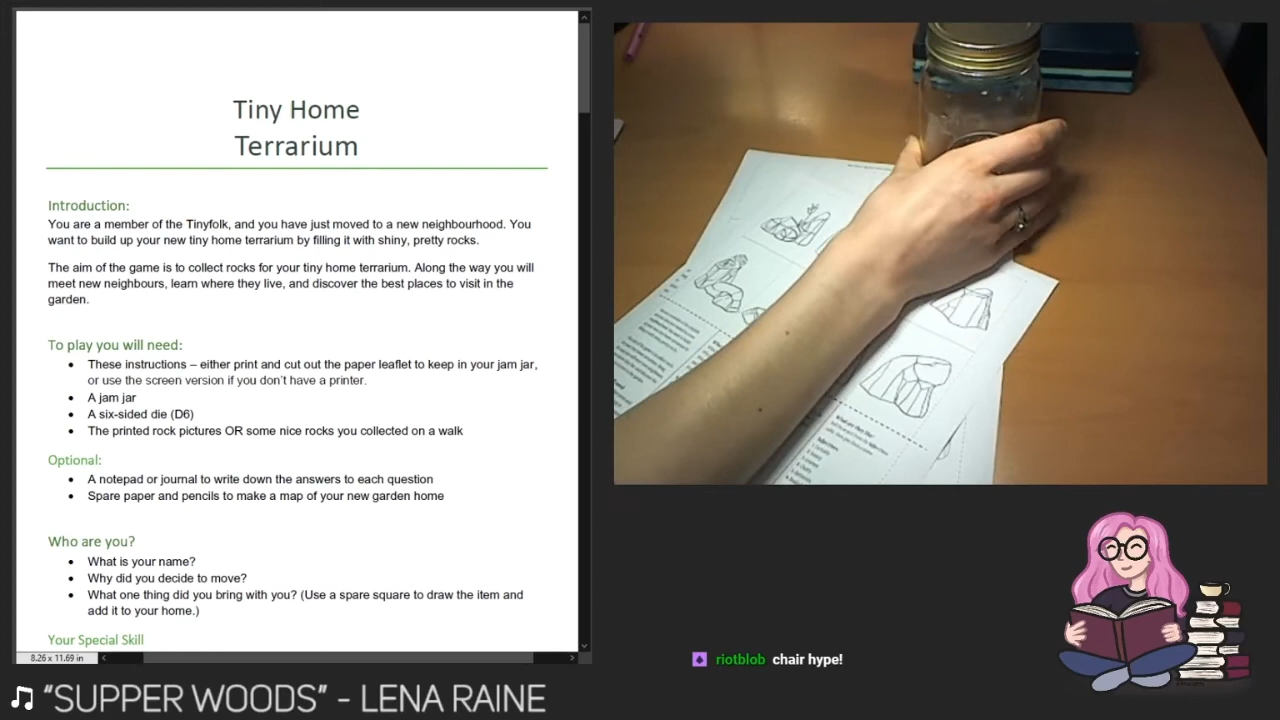 Tiny Home
Terrarium
Introduction:
You are a member of the Tinyfolk, and you have just moved to a new neighbourhood. You
want to build up your new tiny home terrarium by filling it with shiny, pretty rocks.
The aim of the game is to collect rocks for your tiny home terrarium. Along the way you will
meet new neighbours, learn where they live, and discover the best places to visit in the
garden.
To play you will need:
• These instructions – either print and cut out the paper leaflet to keep in your jam jar,
or use the screen version if you don't have a printer.
• A jam jar
• A six-sided die (D6)
• The printed rock pictures OR some nice rocks you collected on a walk
Optional:
• A notepad or journal to write down the answers to each question
• Spare paper and pencils to make a map of your new garden home
Who are you?
• What is your name?
• Why did you decide to move?
• What one thing did you bring with you? (Use a spare square to draw the item and
add it to your home.)
Your Special Skill
8.26 x 11.69 in
What are they like?
riotblob chair hype!
"SUPPER WOODS" - LENA RAINE